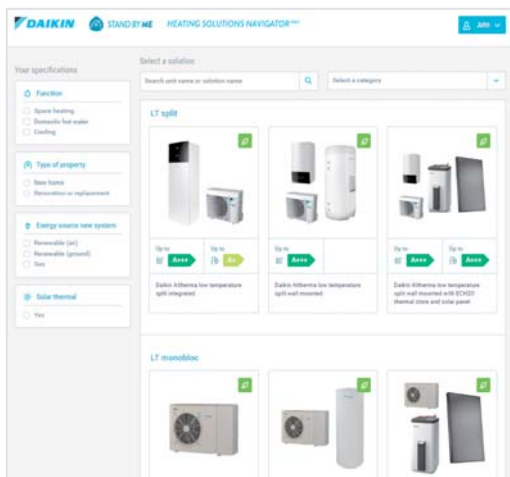 DAIKIN
STAND BY ME
HEATING SOLUTIONS NAVIGATOR
John
Your specifications
Function
Space heating
Domestic hot water
Cooling
Type of property
New home
Renovation or replacement
Energy source new system
Renewable (air)
Renewable (ground)
Gas
Solar thermal
Yes
Select a solution
Search unit name or solution name
Select a category
LT split
Up to
A+++
Up to
A+
Daikin Altherma low temperature
split integrated
Up to
A+++
Daikin Altherma low temperature
split wall mounted
Up to
A+++
Up to
A+++
Daikin Altherma low temperature
split wall mounted with ECH2O
thermal store and solar panel
LT monobloc